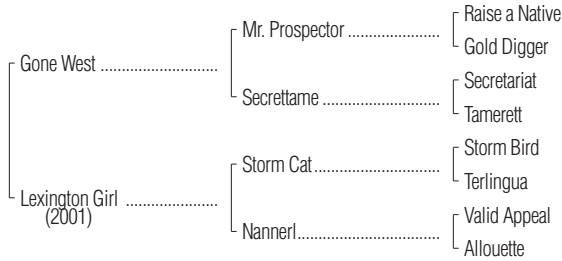 Raise a Native
Mr. Prospector ....................
Gold Digger
Gone West ..........................
Secretariat
Secrettame ..........................
Tamerett
Storm Bird
Storm Cat ............................
Terlingua
Lexington Girl ....................
(2001)
Valid Appeal
Nannerl ................................
Allouette